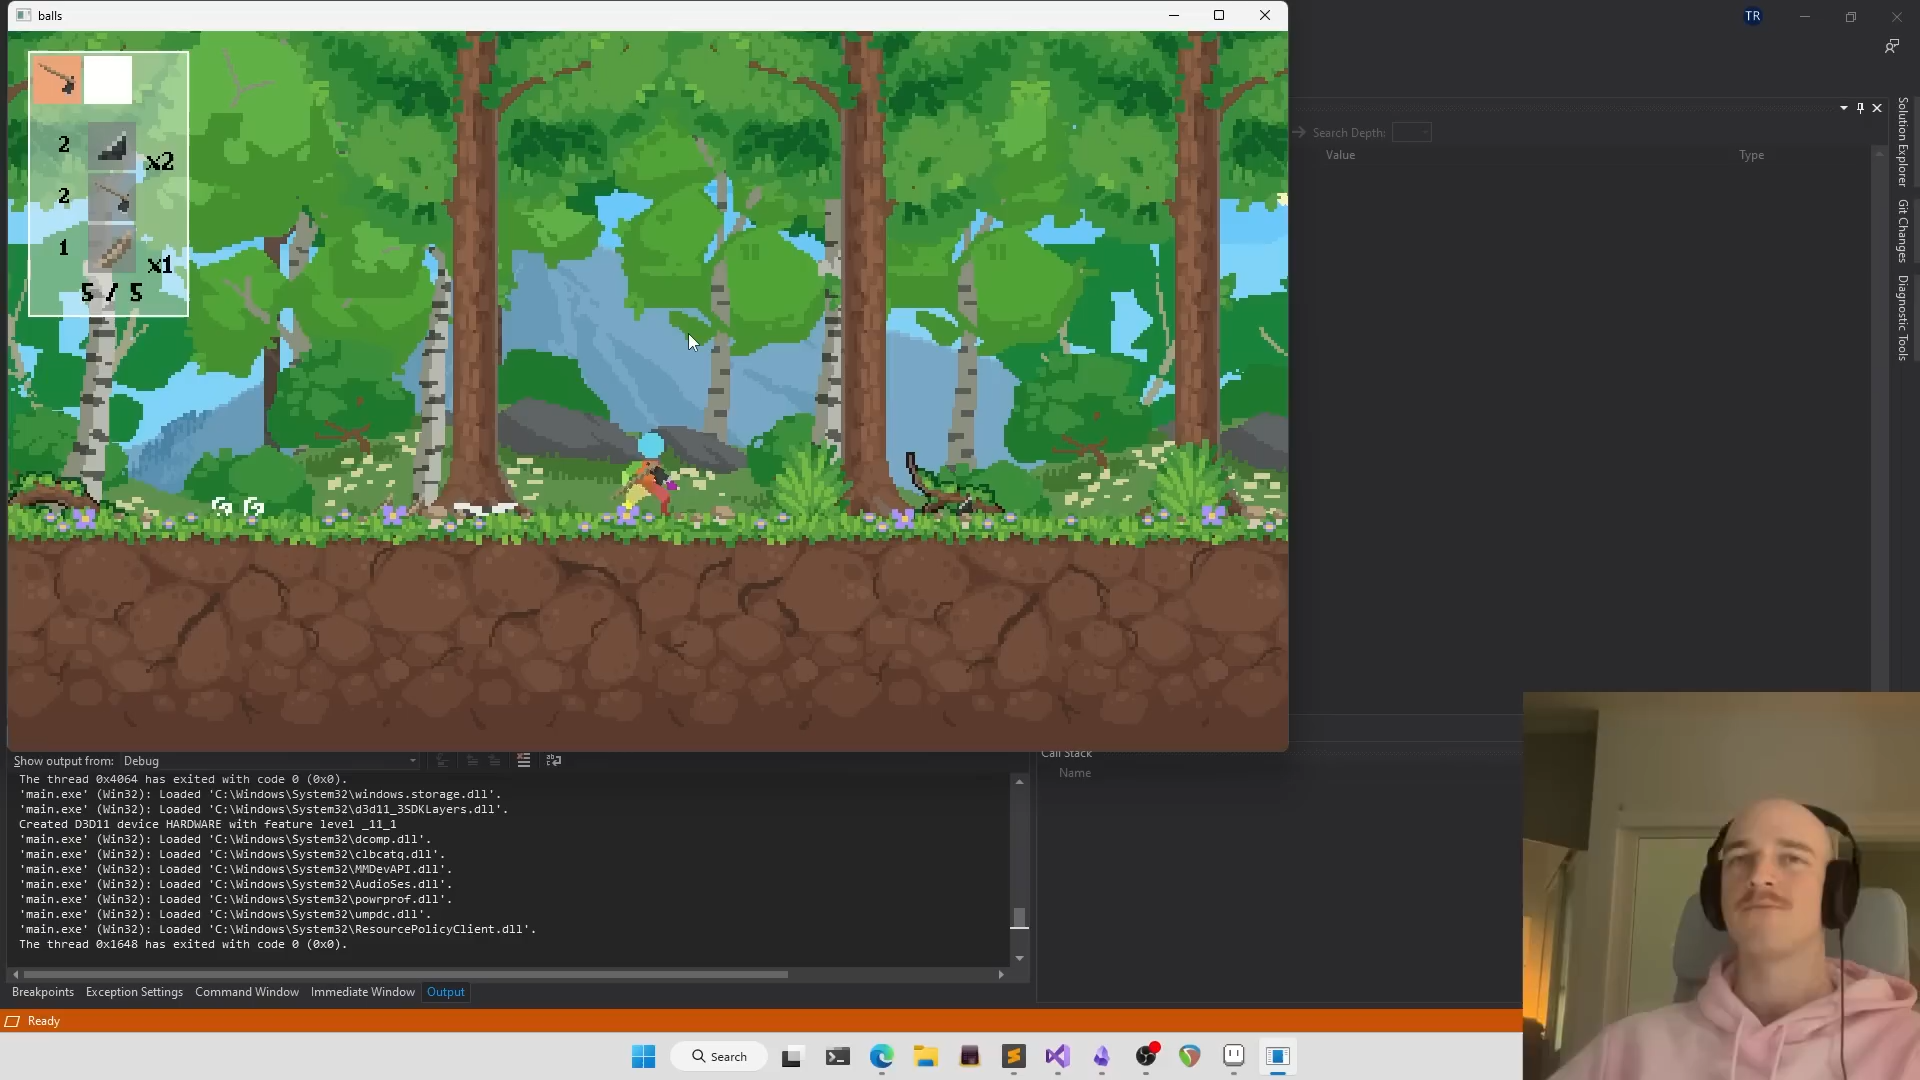 balls
TR
2
x2
2
1
x1
5 / 5
Search Depth:
Value
Type
Solution Explorer
Git Changes
Diagnostic Tools
Show output from: Debug
The thread 0x4064 has exited with code 0 (0x0).
'main.exe' (Win32): Loaded 'C:\Windows\System32\windows.storage.dll'.
'main.exe' (Win32): Loaded 'C:\Windows\System32\d3d11_3SDKLayers.dll'.
Created D3D11 device HARDWARE with feature level _11_1
'main.exe' (Win32): Loaded 'C:\Windows\System32\dcomp.dll'.
'main.exe' (Win32): Loaded 'C:\Windows\System32\clbcatq.dll'.
'main.exe' (Win32): Loaded 'C:\Windows\System32\MMDevAPI.dll'.
'main.exe' (Win32): Loaded 'C:\Windows\System32\AudioSes.dll'.
'main.exe' (Win32): Loaded 'C:\Windows\System32\powrprof.dll'.
'main.exe' (Win32): Loaded 'C:\Windows\System32\umpdc.dll'.
'main.exe' (Win32): Loaded 'C:\Windows\System32\ResourcePolicyClient.dll'.
The thread 0x1648 has exited with code 0 (0x0).
Call Stack
Name
Breakpoints Exception Settings Command Window Immediate Window Output
Ready
Search